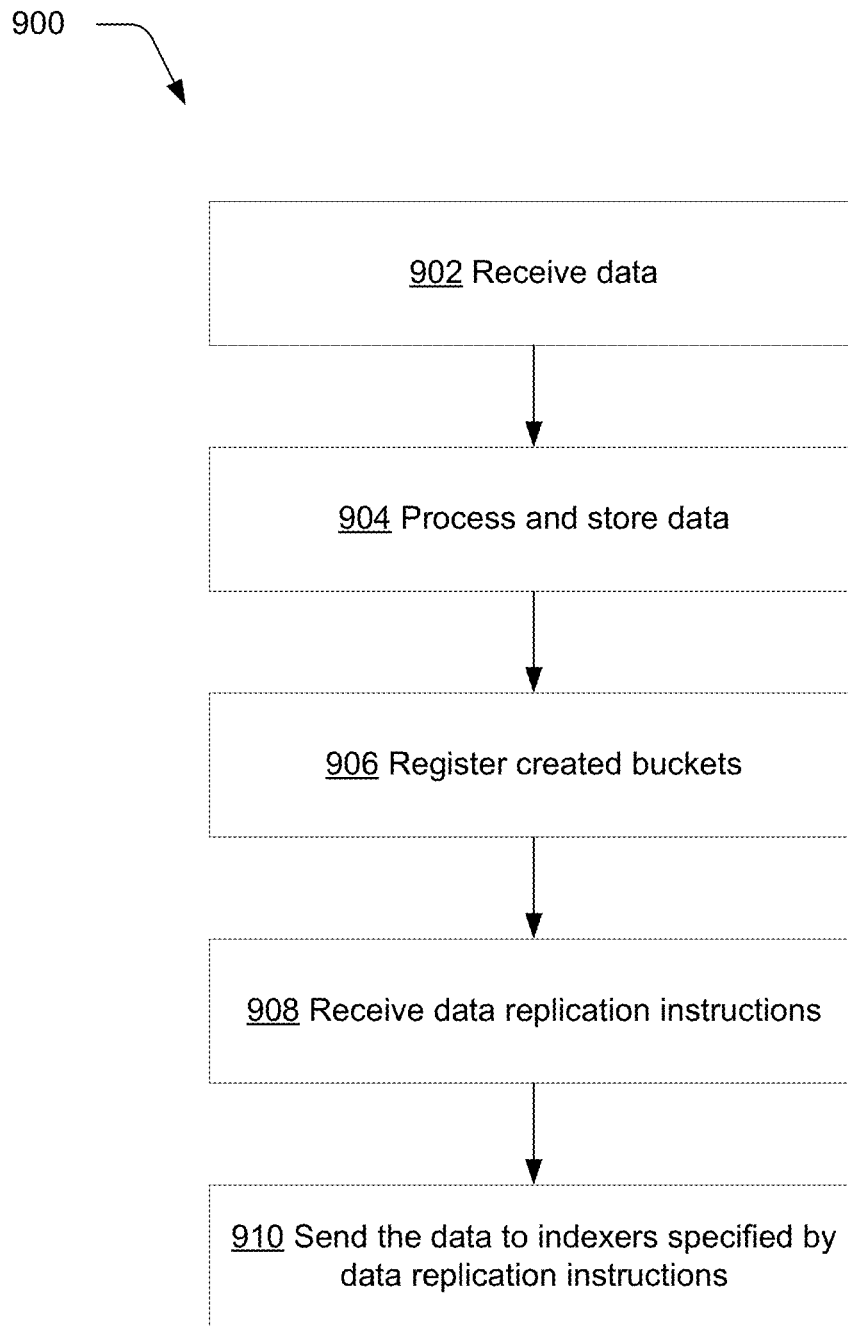 900
902 Receive data
904 Process and store data
906 Register created buckets
908 Receive data replication instructions
910 Send the data to indexers specified by
data replication instructions